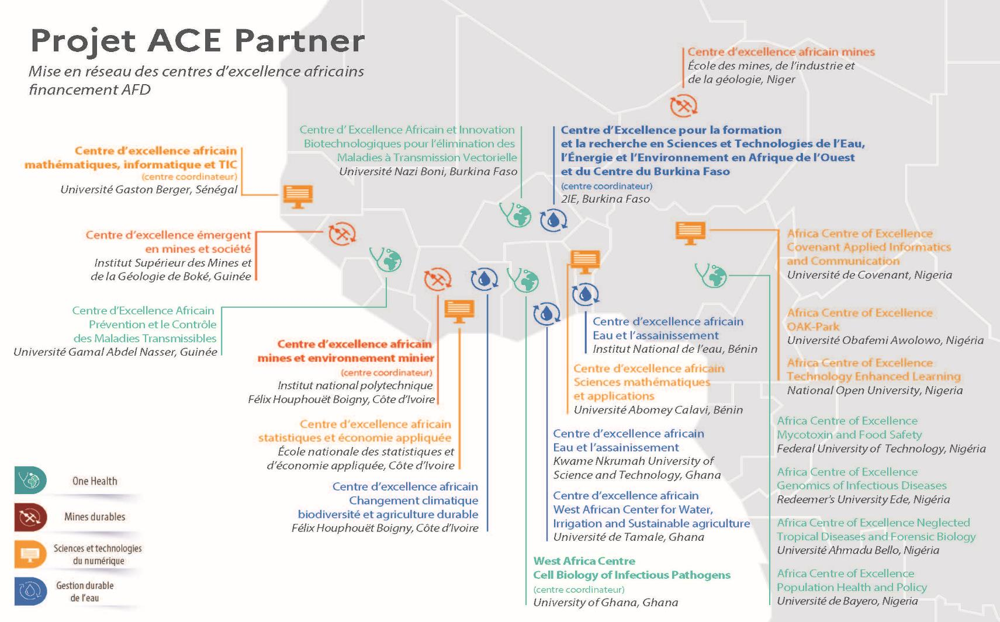 Projet ACE Partner
Mise en réseau des centres d'excellence africains
financement AFD
Centre d'excellence africain mines
École des mines, de l'industrie et
de la géologie, Niger
Centre d' Excellence Africain et Innovation
Biotechnologiques pour l'élimination des
Maladies à Transmission Vectorielle
Université Nazi Boni, Burkina Faso
Centre d'Excellence pour la formation
et la recherche en Sciences et Technologies de l'Eau,
l'Énergie et l'Environnement en Afrique de l'Ouest
et du Centre du Burkina Faso
(centre coordinateur)
2IE, Burkina Faso
Centre d'excellence africain
mathématiques, informatique et TIC
(centre coordinateur)
Université Gaston Berger, Sénégal
Centre d'excellence émergent
en mines et société
Institut Supérieur des Mines et
de la Géologie de Boké, Guinée
Centre d'Excellence Africain
Prévention et le Contrôle
des Maladies Transmissibles
Université Gamal Abdel Nasser, Guinée
Centre d'excellence africain
mines et environnement minier
(centre coordinateur)
Institut national polytechnique
Félix Houphouët Boigny, Côte d'Ivoire
Centre d'excellence africain
statistiques et économie appliquée
École nationale des statistiques et
d'économie appliquée, Côte d'Ivoire
Centre d'excellence africain
Changement climatique
biodiversité et agriculture durable
Félix Houphouët Boigny, Côte d'Ivoire
Centre d'excellence africain
Eau et l'assainissement
Institut National de l'eau, Bénin
Centre d'excellence africain
Sciences mathématiques
et applications
Université Abomey Calavi, Bénin
Centre d'excellence africain
Eau et l'assainissement
Kwame Nkrumah University of
Science and Technology, Ghana
Centre d'excellence africain
West African Center for Water,
Irrigation and Sustainable agriculture
Université de Tamale, Ghana
West Africa Centre
Cell Biology of Infectious Pathogens
(centre coordinateur)
University of Ghana, Ghana
Africa Centre of Excellence
Covenant Applied Informatics
and Communication
Université de Covenant, Nigeria
Africa Centre of Excellence
OAK-Park
Université Obafemi Awolowo, Nigéria
Africa Centre of Excellence
Technology Enhanced Learning
National Open University, Nigeria
Africa Centre of Excellence
Mycotoxin and Food Safety
Federal University of Technology, Nigéria
Africa Centre of Excellence
Genomics of Infectious Diseases
Redeemer's University Ede, Nigéria
Africa Centre of Excellence Neglected
Tropical Diseases and Forensic Biology
Université Ahmadu Bello, Nigéria
Africa Centre of Excellence
Population Health and Policy
Université de Bayero, Nigeria
One Health
Mines durables
Sciences et technologies
du numérique
Gestion durable
de l'eau